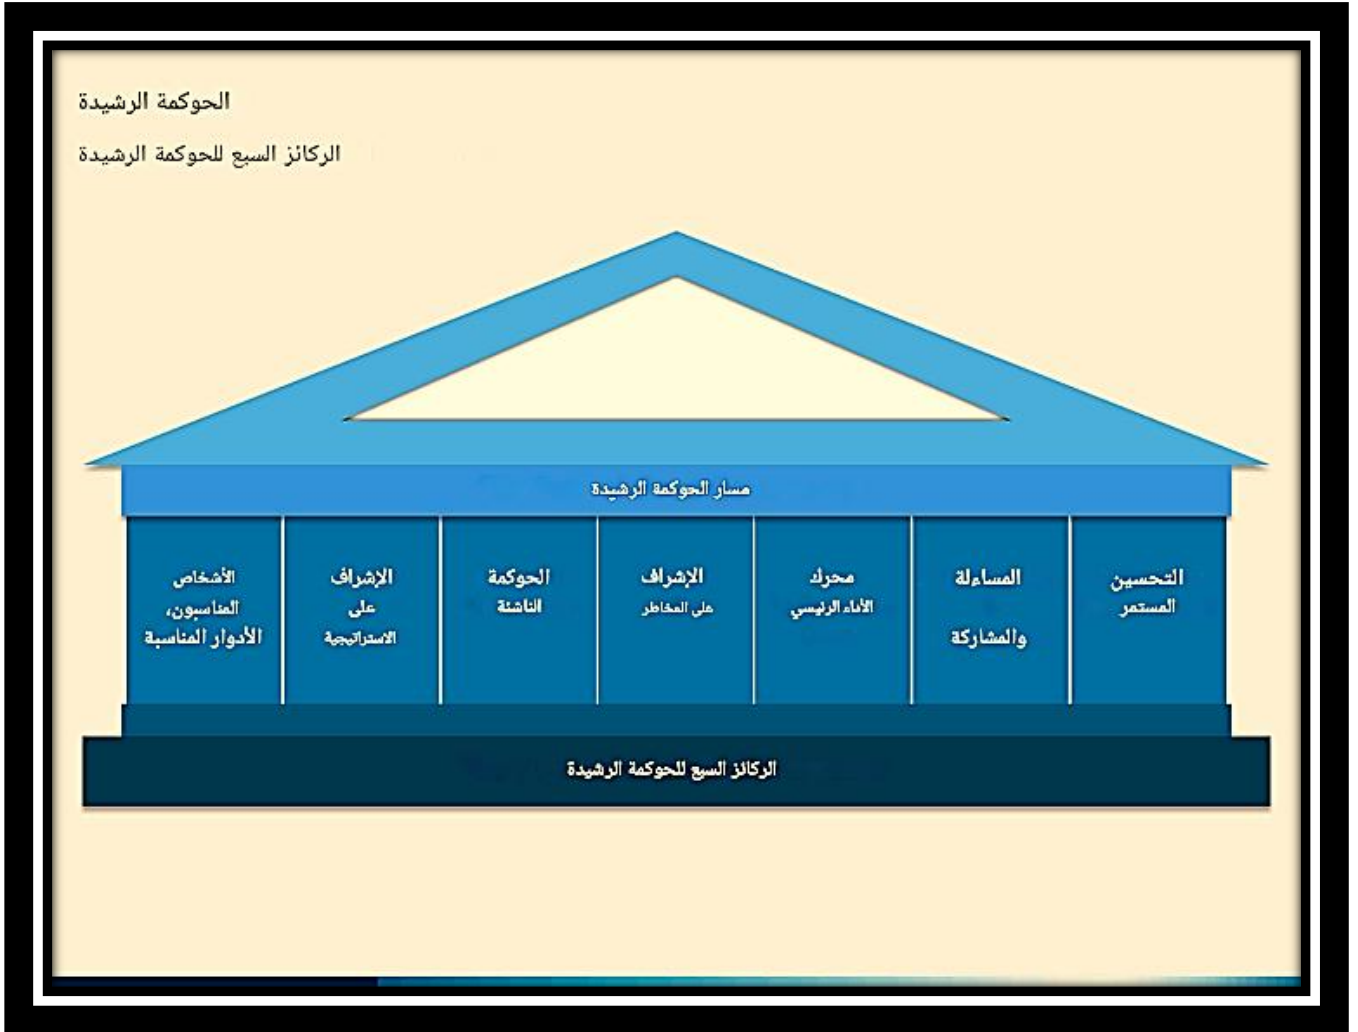 الحوكمة الرشيدة
الركائز السبع للحوكمة الرشيدة
مسار الحوكمة الرشيدة
التحسين
المستمر
المساءلة
والمشاركة
محرك
الأداء الرئيسي
الإشراف
على المخاطر
الحوكمة
الناشئة
الإشراف
على
الاستراتيجية
الأشخاص
المناسبون،
الأدوار المناسبة
الركائز السبع للحوكمة الرشيدة